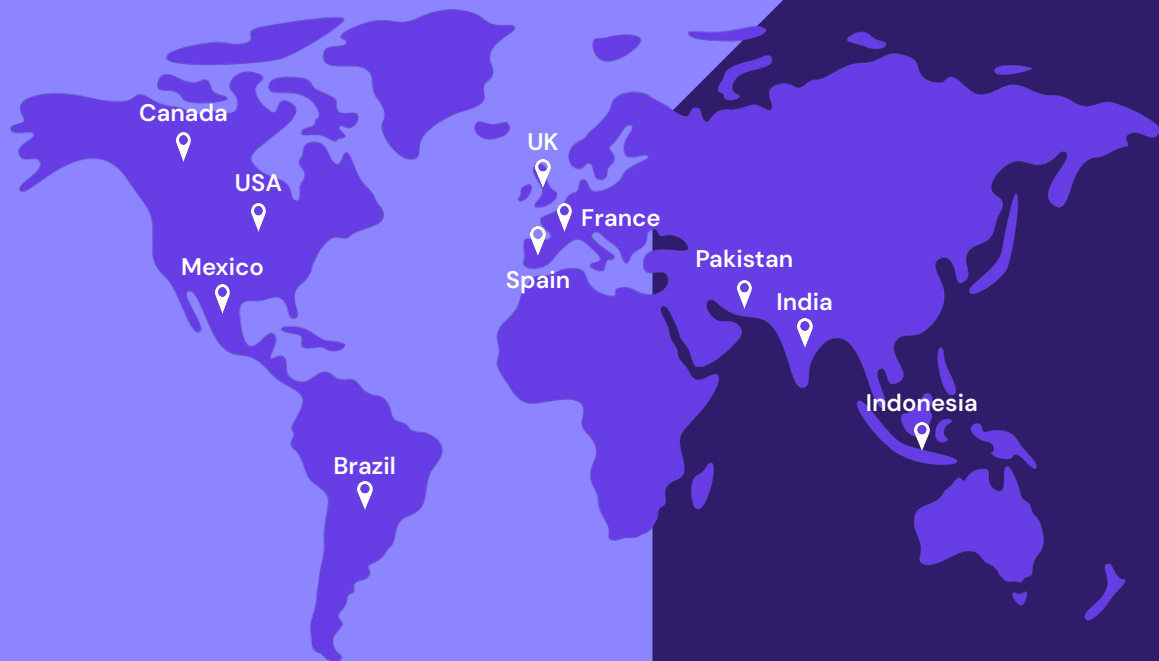 Canada
UK
USA
France
Pakistan
Mexico
Spain
India
Indonesia
Brazil